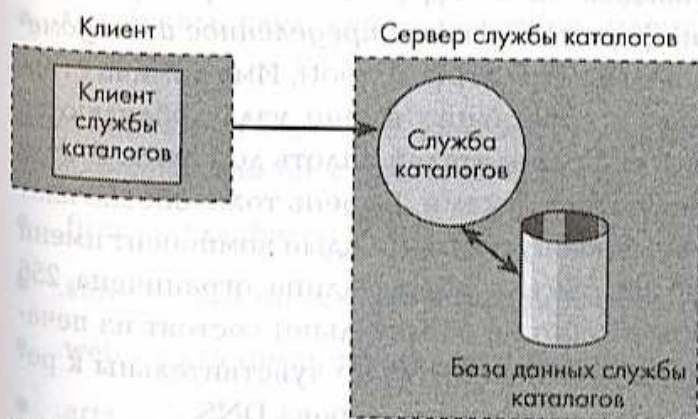 Клиент
Сервер службы каталогов
Клиент
службы
каталогов
Служба
каталогов
База данных службы
каталогов